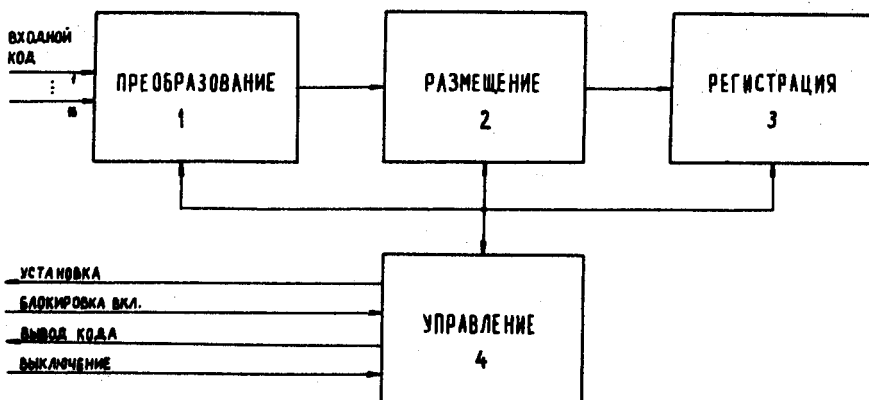 ВХОДНОЙ
КОД
1
⋮
ПРЕОБРАЗОВАНИЕ
1
РАЗМЕЩЕНИЕ
2
РЕГИСТРАЦИЯ
3
УСТАНОВКА
БЛОКИРОВКА ВКЛ.
ВЫВОД КОДА
ВЫКЛЮЧЕНИЕ
УПРАВЛЕНИЕ
4